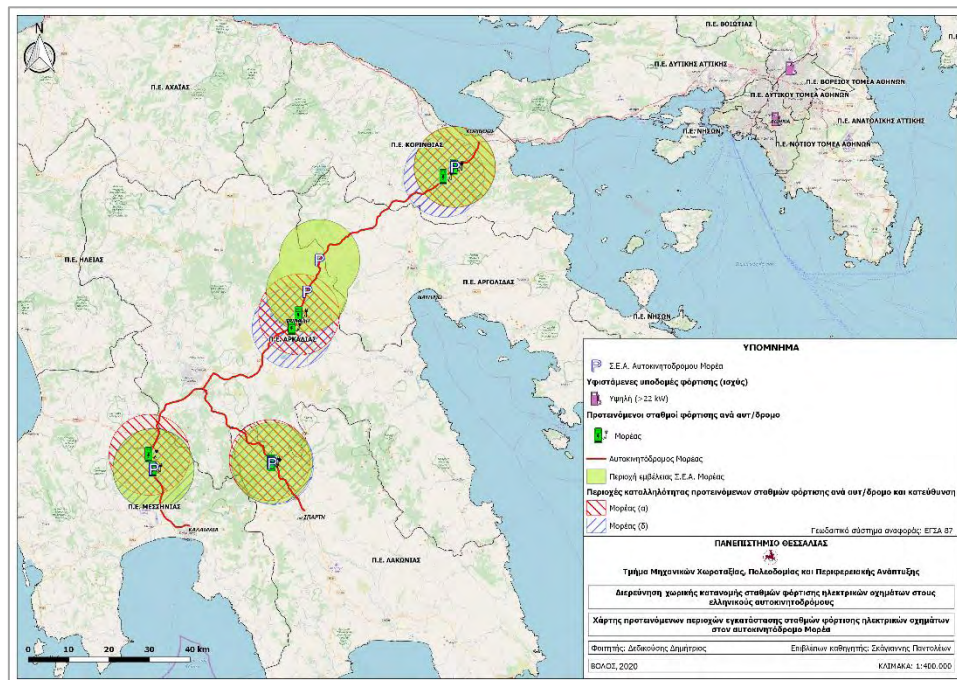 N
Π.Ε. ΒΟΙΩΤΙΑΣ
Π.Ε. ΔΥΤΙΚΗΣ ΑΤΤΙΚΗΣ
Π.Ε. ΒΟΡΕΙΟΥ ΤΟΜΕΑ ΑΘΗΝΩΝ
Π.Ε. ΑΧΑΪΑΣ
Π.Ε. ΔΥΤΙΚΟΥ ΤΟΜΕΑ ΑΘΗΝΩΝ
Π.Ε. ΑΝΑΤΟΛΙΚΗΣ ΑΤΤΙΚΗΣ
Π.Ε. ΝΗΣΩΝ
Π.Ε. ΝΟΤΙΟΥ ΤΟΜΕΑ ΑΘΗΝΩΝ
Π.Ε. ΚΟΡΙΝΘΙΑΣ
P
Π.Ε. ΗΛΕΙΑΣ
P
Π.Ε. ΑΡΓΟΛΙΔΑΣ
P
ΝΑΥΠΛΙΟ
Π.Ε. ΝΗΣΩΝ
Π.Ε. ΑΡΚΑΔΙΑΣ
P
P
Π.Ε. ΜΕΣΣΗΝΙΑΣ
ΣΠΑΡΤΗ
ΚΑΛΑΜΑΤΑ
Π.Ε. ΛΑΚΩΝΙΑΣ
0 10 20 30 40 km
ΥΠΟΜΝΗΜΑ
P Σ.Ε.Α. Αυτοκινητοδρομου Μορέα
Υφιστάμενες υποδομές φόρτισης (ισχύς)
Υψηλή (>22 kW)
Προτεινόμενοι σταθμοί φόρτισης ανά αυτ/δρομο
Μορέας
Αυτοκινητόδρομος Μορέας
Περιοχή εμβέλειας Σ.Ε.Α. Μορέας
Περιοχές καταλληλότητας προτεινόμενων σταθμών φόρτισης ανά αυτ/δρομο και κατεύθυνση
Μορέας (α)
Μορέας (δ)
Γεωδαιτικό σύστημα αναφοράς: ΕΓΣΑ 87
ΠΑΝΕΠΙΣΤΗΜΙΟ ΘΕΣΣΑΛΙΑΣ
Τμήμα Μηχανικών Χωροταξίας, Πολεοδομίας και Περιφερειακής Ανάπτυξης
Διερεύνηση χωρικής κατανομής σταθμών φόρτισης ηλεκτρικών οχημάτων στους
ελληνικούς αυτοκινητοδρόμους
Χάρτης προτεινόμενων περιοχών εγκατάστασης σταθμών φόρτισης ηλεκτρικών οχημάτων
στον αυτοκινητόδρομο Μορέα
Φοιτητής: Δεδικούσης Δημήτριος Επιβλέπων καθηγητής: Σκάγιαννης Παντολέων
ΒΟΛΟΣ, 2020 ΚΛΙΜΑΚΑ: 1:400.000